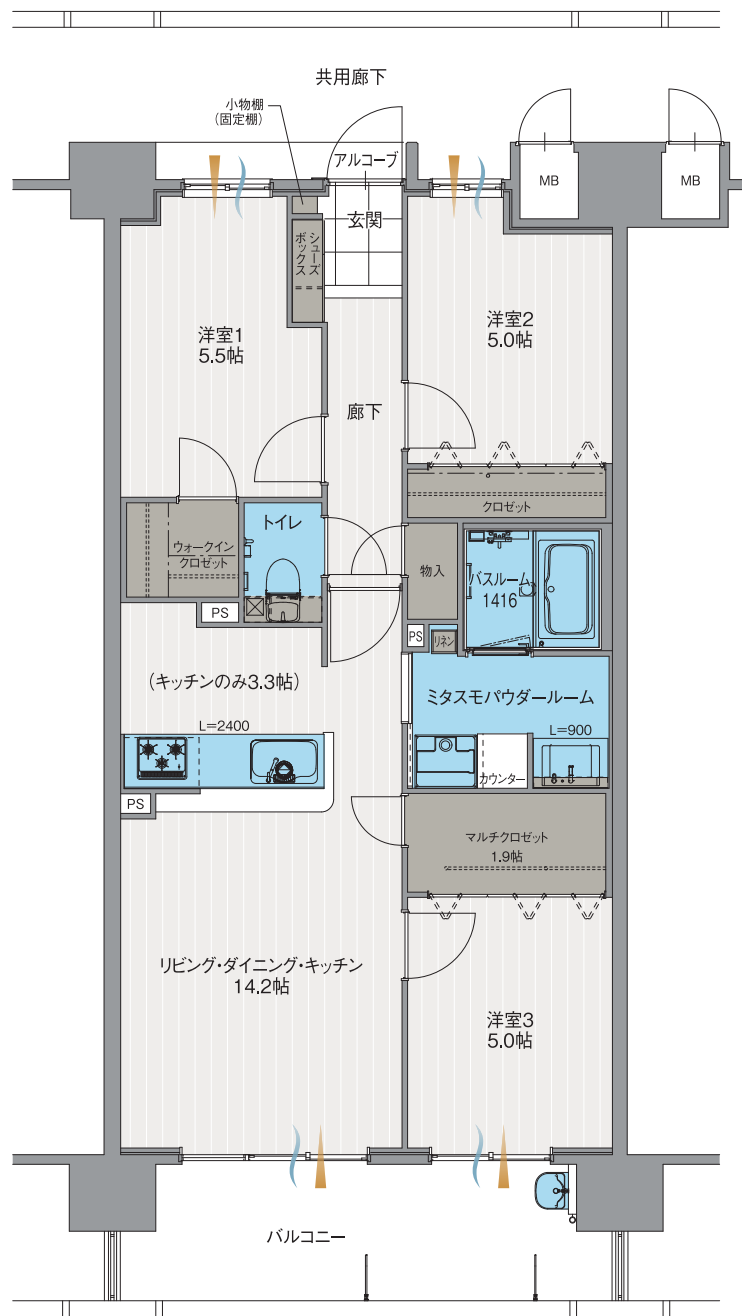 共用廊下
小物棚
(固定棚)
アルコーブ
MB
MB
玄関
シューズ
ボックス
洋室1
5.5帖
洋室2
5.0帖
廊下
クロゼット
トイレ
ウォークイン
クロゼット
物入
バスルーム
1416
PS
PS
リネン
(キッチンのみ3.3帖)
ミタスモパウダールーム
L=2400
L=900
カウンター
PS
マルチクロゼット
1.9帖
リビング・ダイニング・キッチン
14.2帖
洋室3
5.0帖
バルコニー